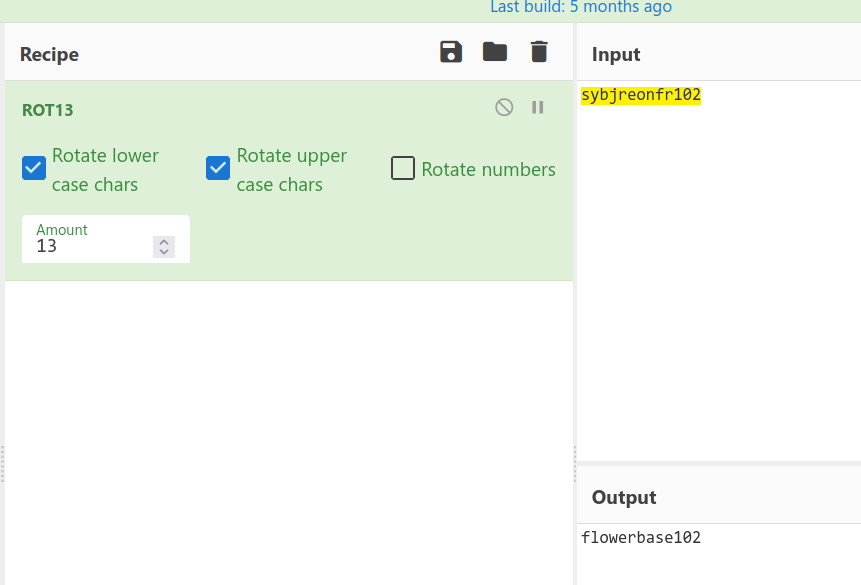 Last build: 5 months ago
Recipe
ROT13
Rotate lower
case chars
Rotate upper
case chars
Rotate numbers
Amount
13
Input
sybjreonfr102
Output
flowerbase102